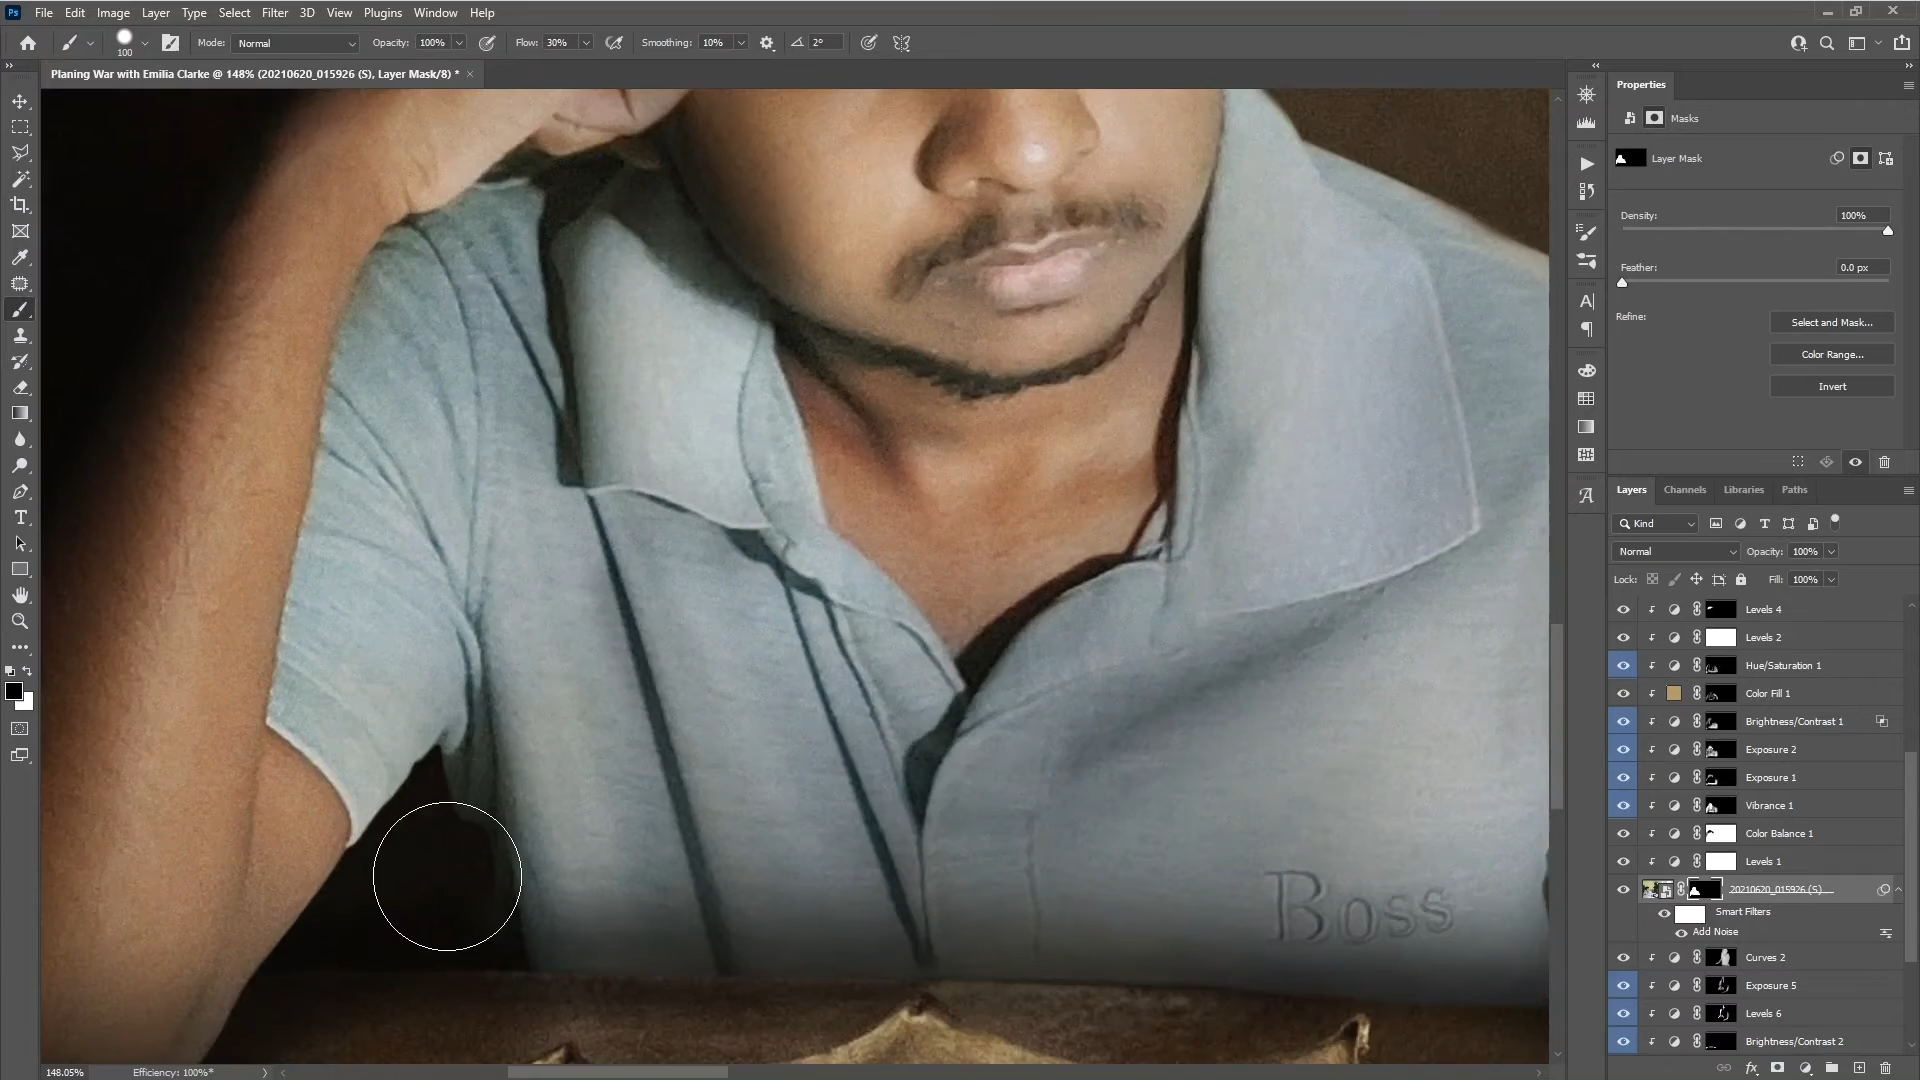 Ps File Edit Image Layer Type Select Filter 3D View Plugins Window Help
100 Mode: Normal Opacity: 100% Flow: 30% Smoothing: 10% 2°
Planing War with Emilia Clarke @ 148% (20210620_015926 (S), Layer Mask/8) *
Properties
Masks
Layer Mask
Density: 100%
Feather: 0.0 px
Refine:
Select and Mask...
Color Range...
Invert
Layers Channels Libraries Paths
Kind
Normal Opacity: 100%
Lock: Fill: 100%
Levels 4
Levels 2
Hue/Saturation 1
Color Fill 1
Brightness/Contrast 1
Exposure 2
Exposure 1
Vibrance 1
Color Balance 1
Levels 1
20210620_015926 (S)
Smart Filters
Add Noise
Curves 2
Exposure 5
Levels 6
Brightness/Contrast 2
Boss
148.05% Efficiency: 100%*